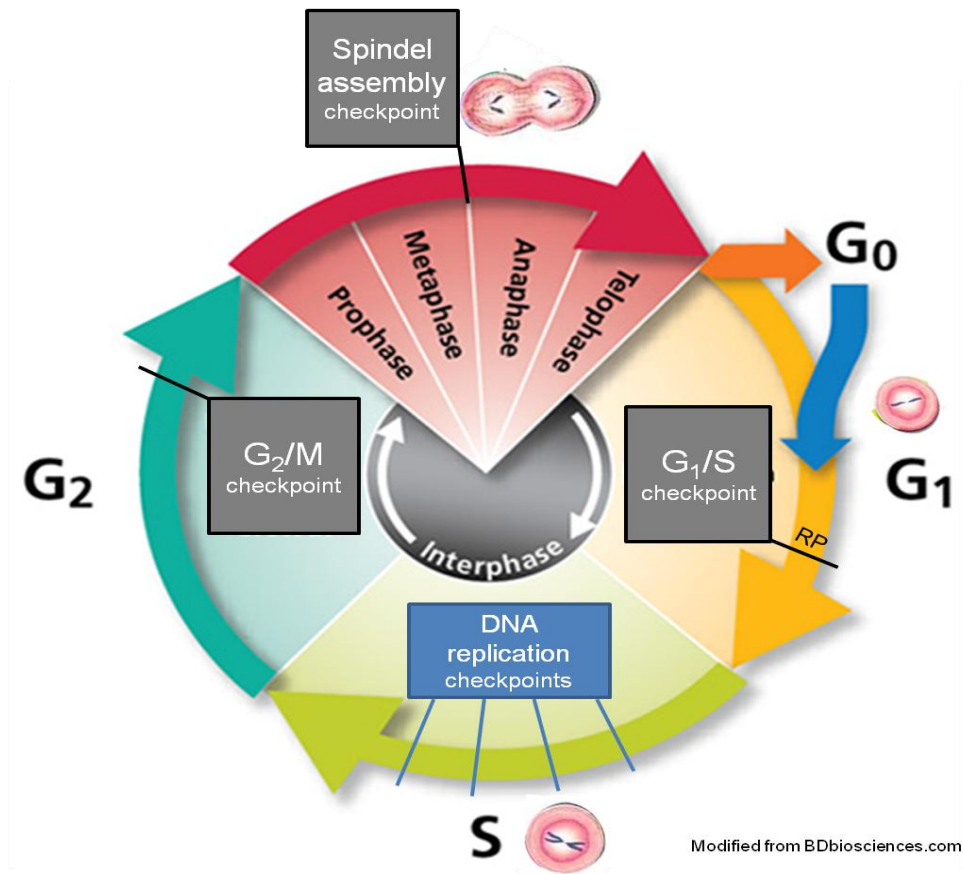 Spindel
assembly
checkpoint
Prophase
Metaphase
Anaphase
Telophase
G₀
G₂/M
checkpoint
G₁/S
checkpoint
G₂
G₁
RP
Interphase
DNA
replication
checkpoints
S
Modified from BDbiosciences.com